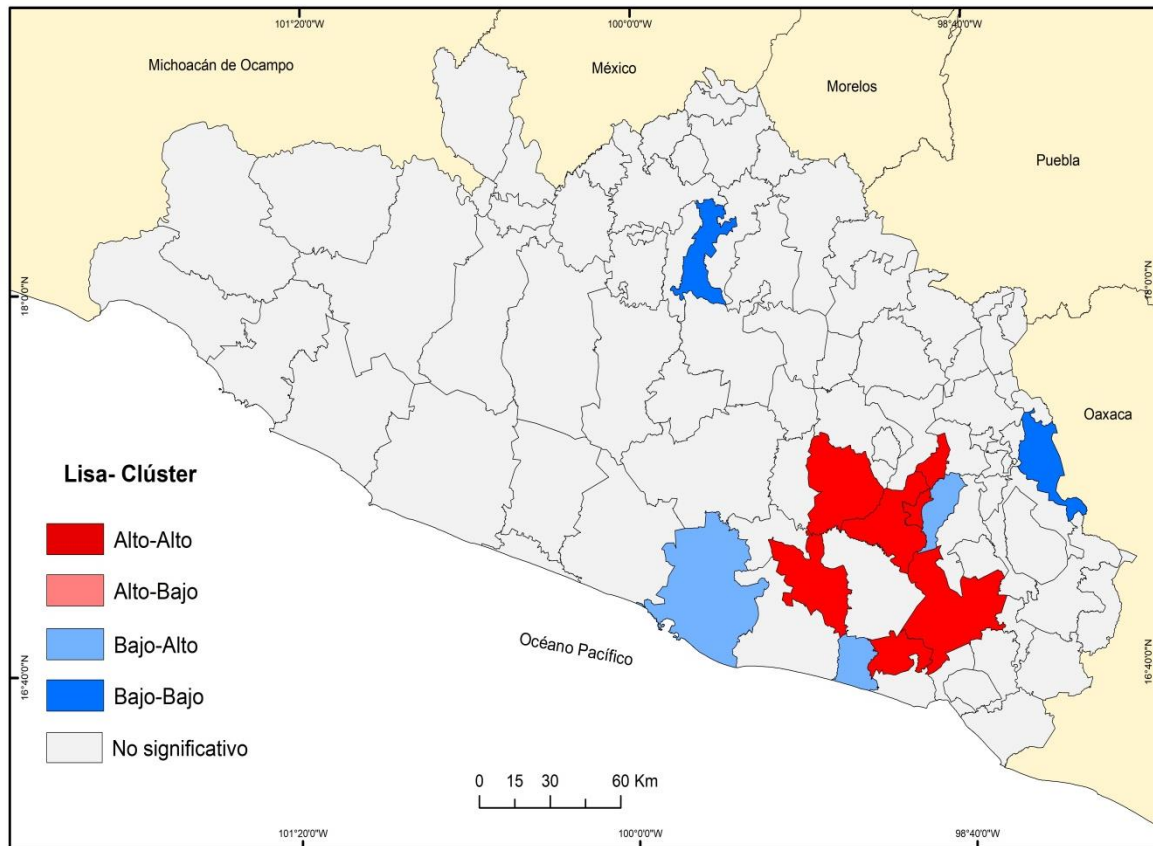 101°20'0"W 100°0'0"W 98°40'0"W
Michoacán de Ocampo
México
Morelos
Puebla
18°0'0"N
18°0'0"N
Oaxaca
Lisa- Clúster
Alto-Alto
Alto-Bajo
Bajo-Alto
Bajo-Bajo
No significativo
Océano Pacífico
16°40'0"N
16°40'0"N
0 15 30 60 Km
101°20'0"W 100°0'0"W 98°40'0"W